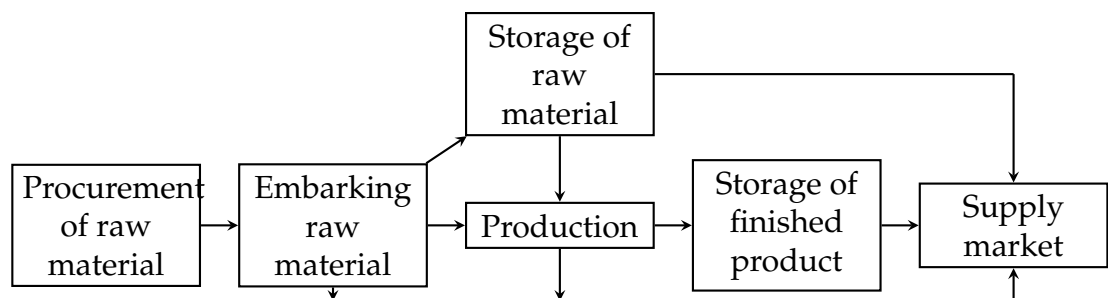 Storage of
raw
material
Procurement
of raw
material
Embarking
raw
material
Production
Storage of
finished
product
Supply
market